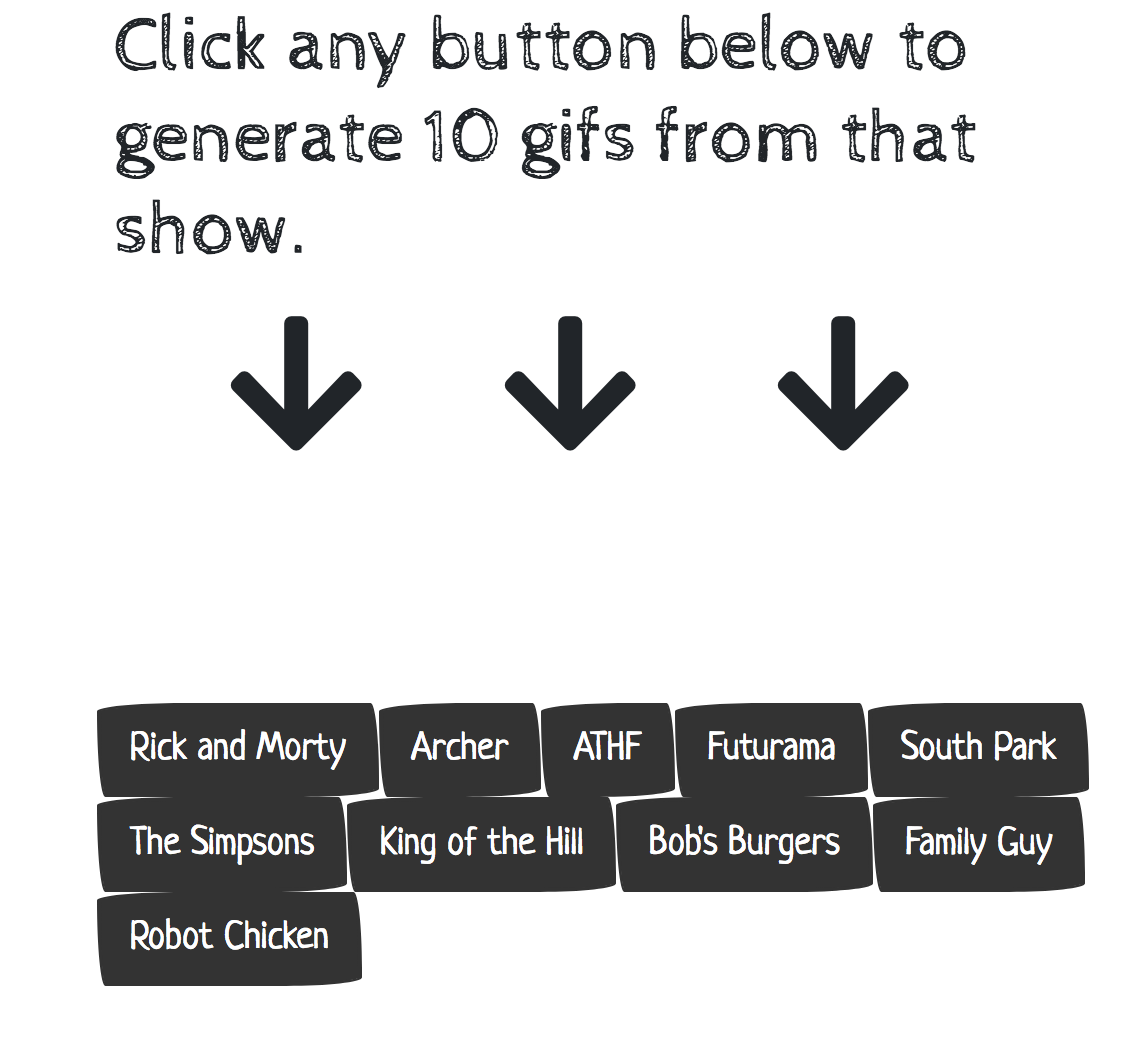 Click any button below to
generate 10 gifs from that
show.
Rick and Morty Archer ATHF Futurama South Park
The Simpsons King of the Hill Bob's Burgers Family Guy
Robot Chicken